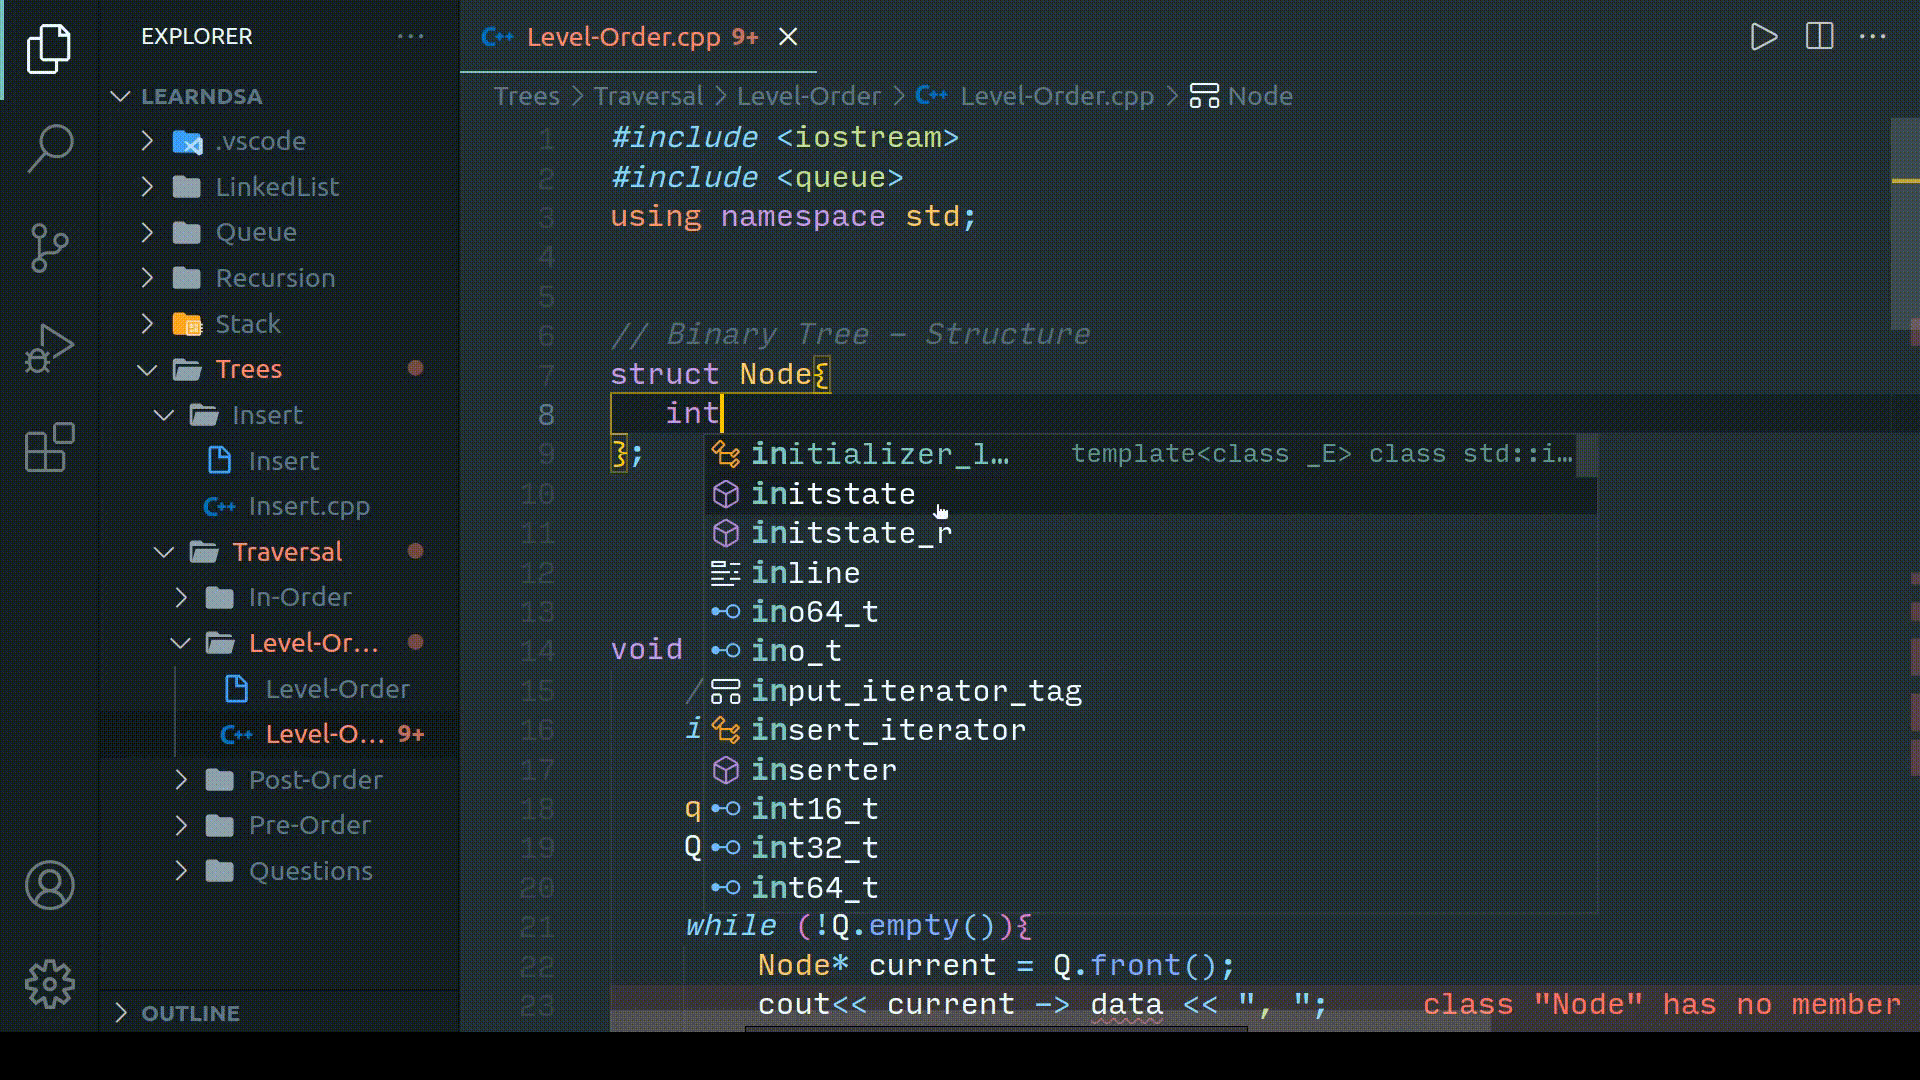 EXPLORER
LEARNDSA
.vscode
LinkedList
Queue
Recursion
Stack
Trees
Insert
Insert
Insert.cpp
Traversal
In-Order
Level-Or...
Level-Order
Level-O... 9+
Post-Order
Pre-Order
Questions
OUTLINE
Level-Order.cpp 9+
Trees > Traversal > Level-Order > Level-Order.cpp > Node
1 #include <iostream>
2 #include <queue>
3 using namespace std;
4
5
6 // Binary Tree - Structure
7 struct Node{
8 int
9 };
initializer_l... template<class _E> class std::i...
10 initstate
11 initstate_r
12 inline
13 ino64_t
14 void ino_t
15 / input_iterator_tag
16 i insert_iterator
17 inserter
18 q int16_t
19 Q int32_t
20 int64_t
21 while (!Q.empty()){
22 Node* current = Q.front();
23 cout<< current -> data << ", "; class "Node" has no member